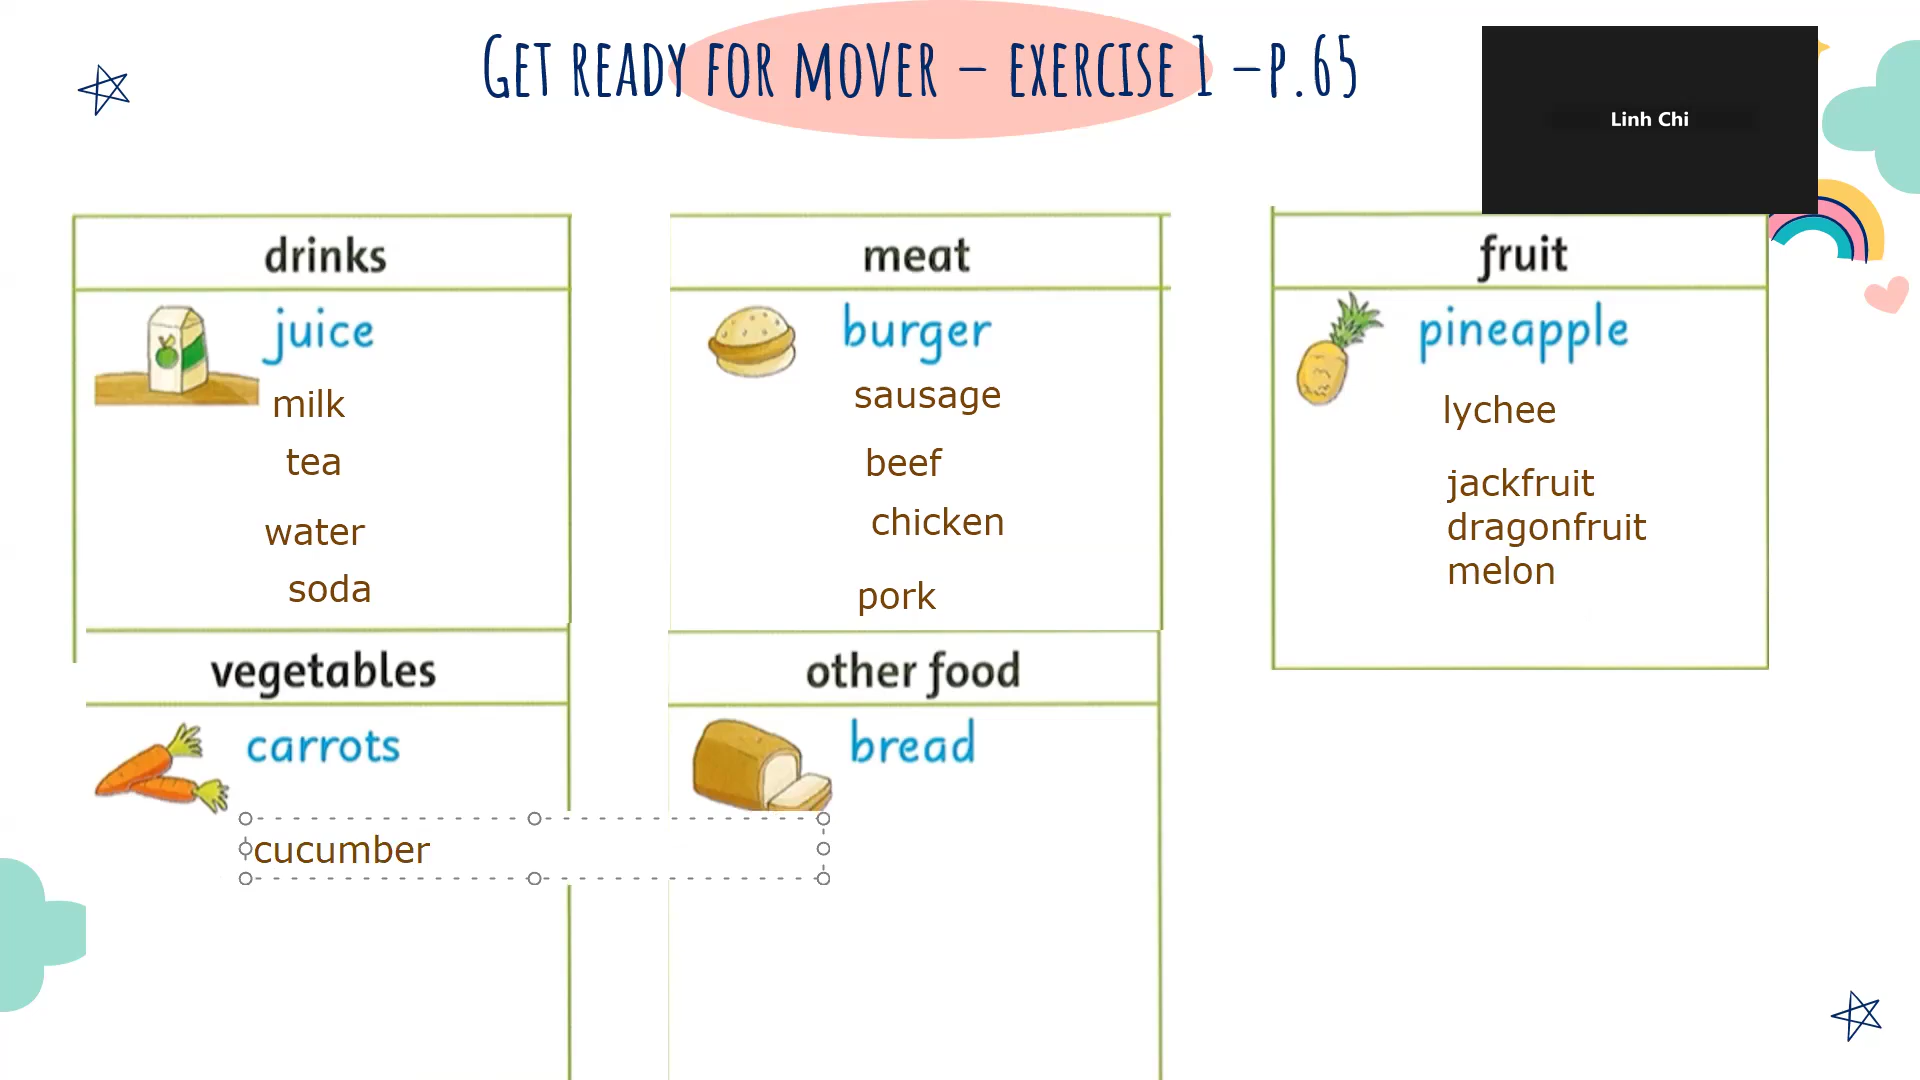 GET READY FOR MOVER – EXERCISE 1 –P.65
Linh Chi
drinks
juice
milk
tea
water
soda
meat
burger
sausage
beef
chicken
pork
fruit
pineapple
lychee
jackfruit
dragonfruit
melon
vegetables
carrots
cucumber
other food
bread